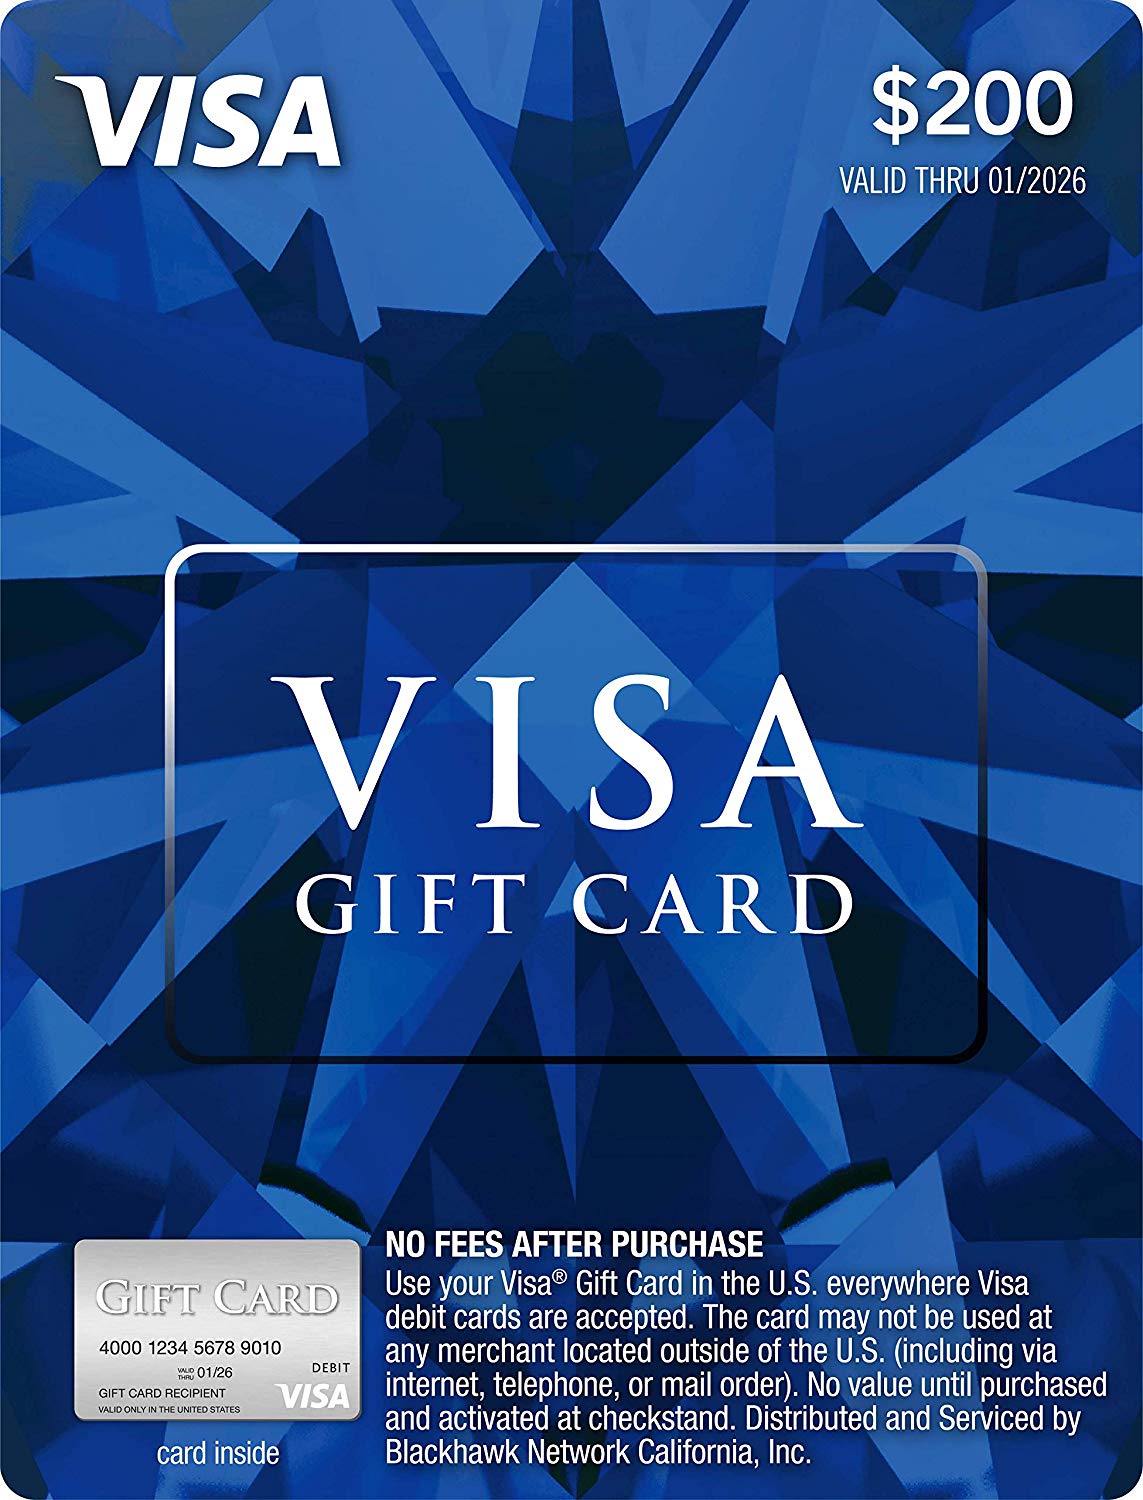 VISA
$200
VALID THRU 01/2026
VISA
GIFT CARD
NO FEES AFTER PURCHASE
Use your Visa® Gift Card in the U.S. everywhere Visa
debit cards are accepted. The card may not be used at
any merchant located outside of the U.S. (including via
internet, telephone, or mail order). No value until purchased
and activated at checkstand. Distributed and Serviced by
Blackhawk Network California, Inc.
GIFT CARD
4000 1234 5678 9010
VALID THRU 01/26
DEBIT
GIFT CARD RECIPIENT
VISA
VALID ONLY IN THE UNITED STATES
card inside